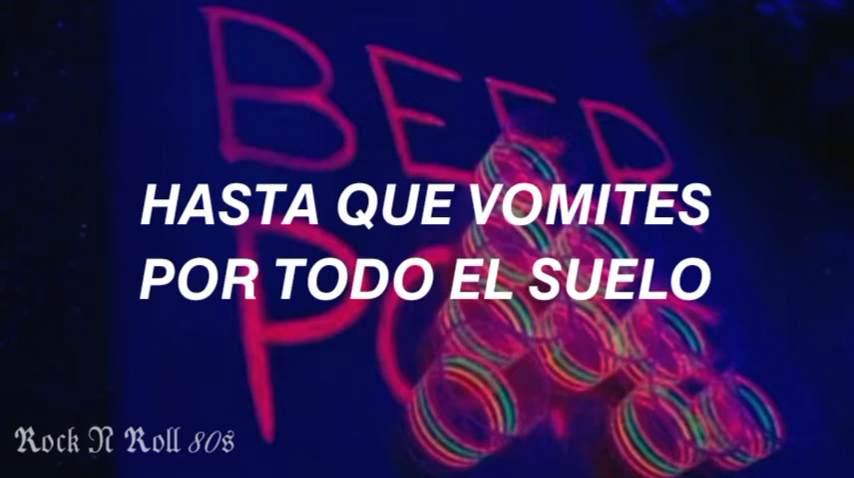 BEER
HASTA QUE VOMITES
POR TODO EL SUELO
Rock N Roll 80s